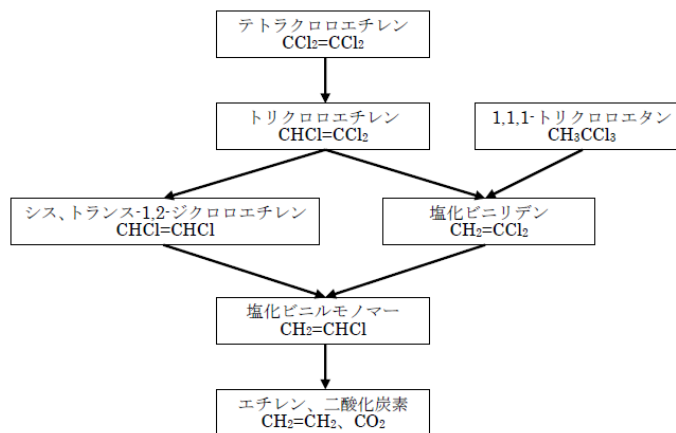 テトラクロロエチレン
CCl₂=CCl₂
トリクロロエチレン
CHCl=CCl₂
1,1,1-トリクロロエタン
CH₃CCl₃
シス、トランス-1,2-ジクロロエチレン
CHCl=CHCl
塩化ビニリデン
CH₂=CCl₂
塩化ビニルモノマー
CH₂=CHCl
エチレン、二酸化炭素
CH₂=CH₂、CO₂